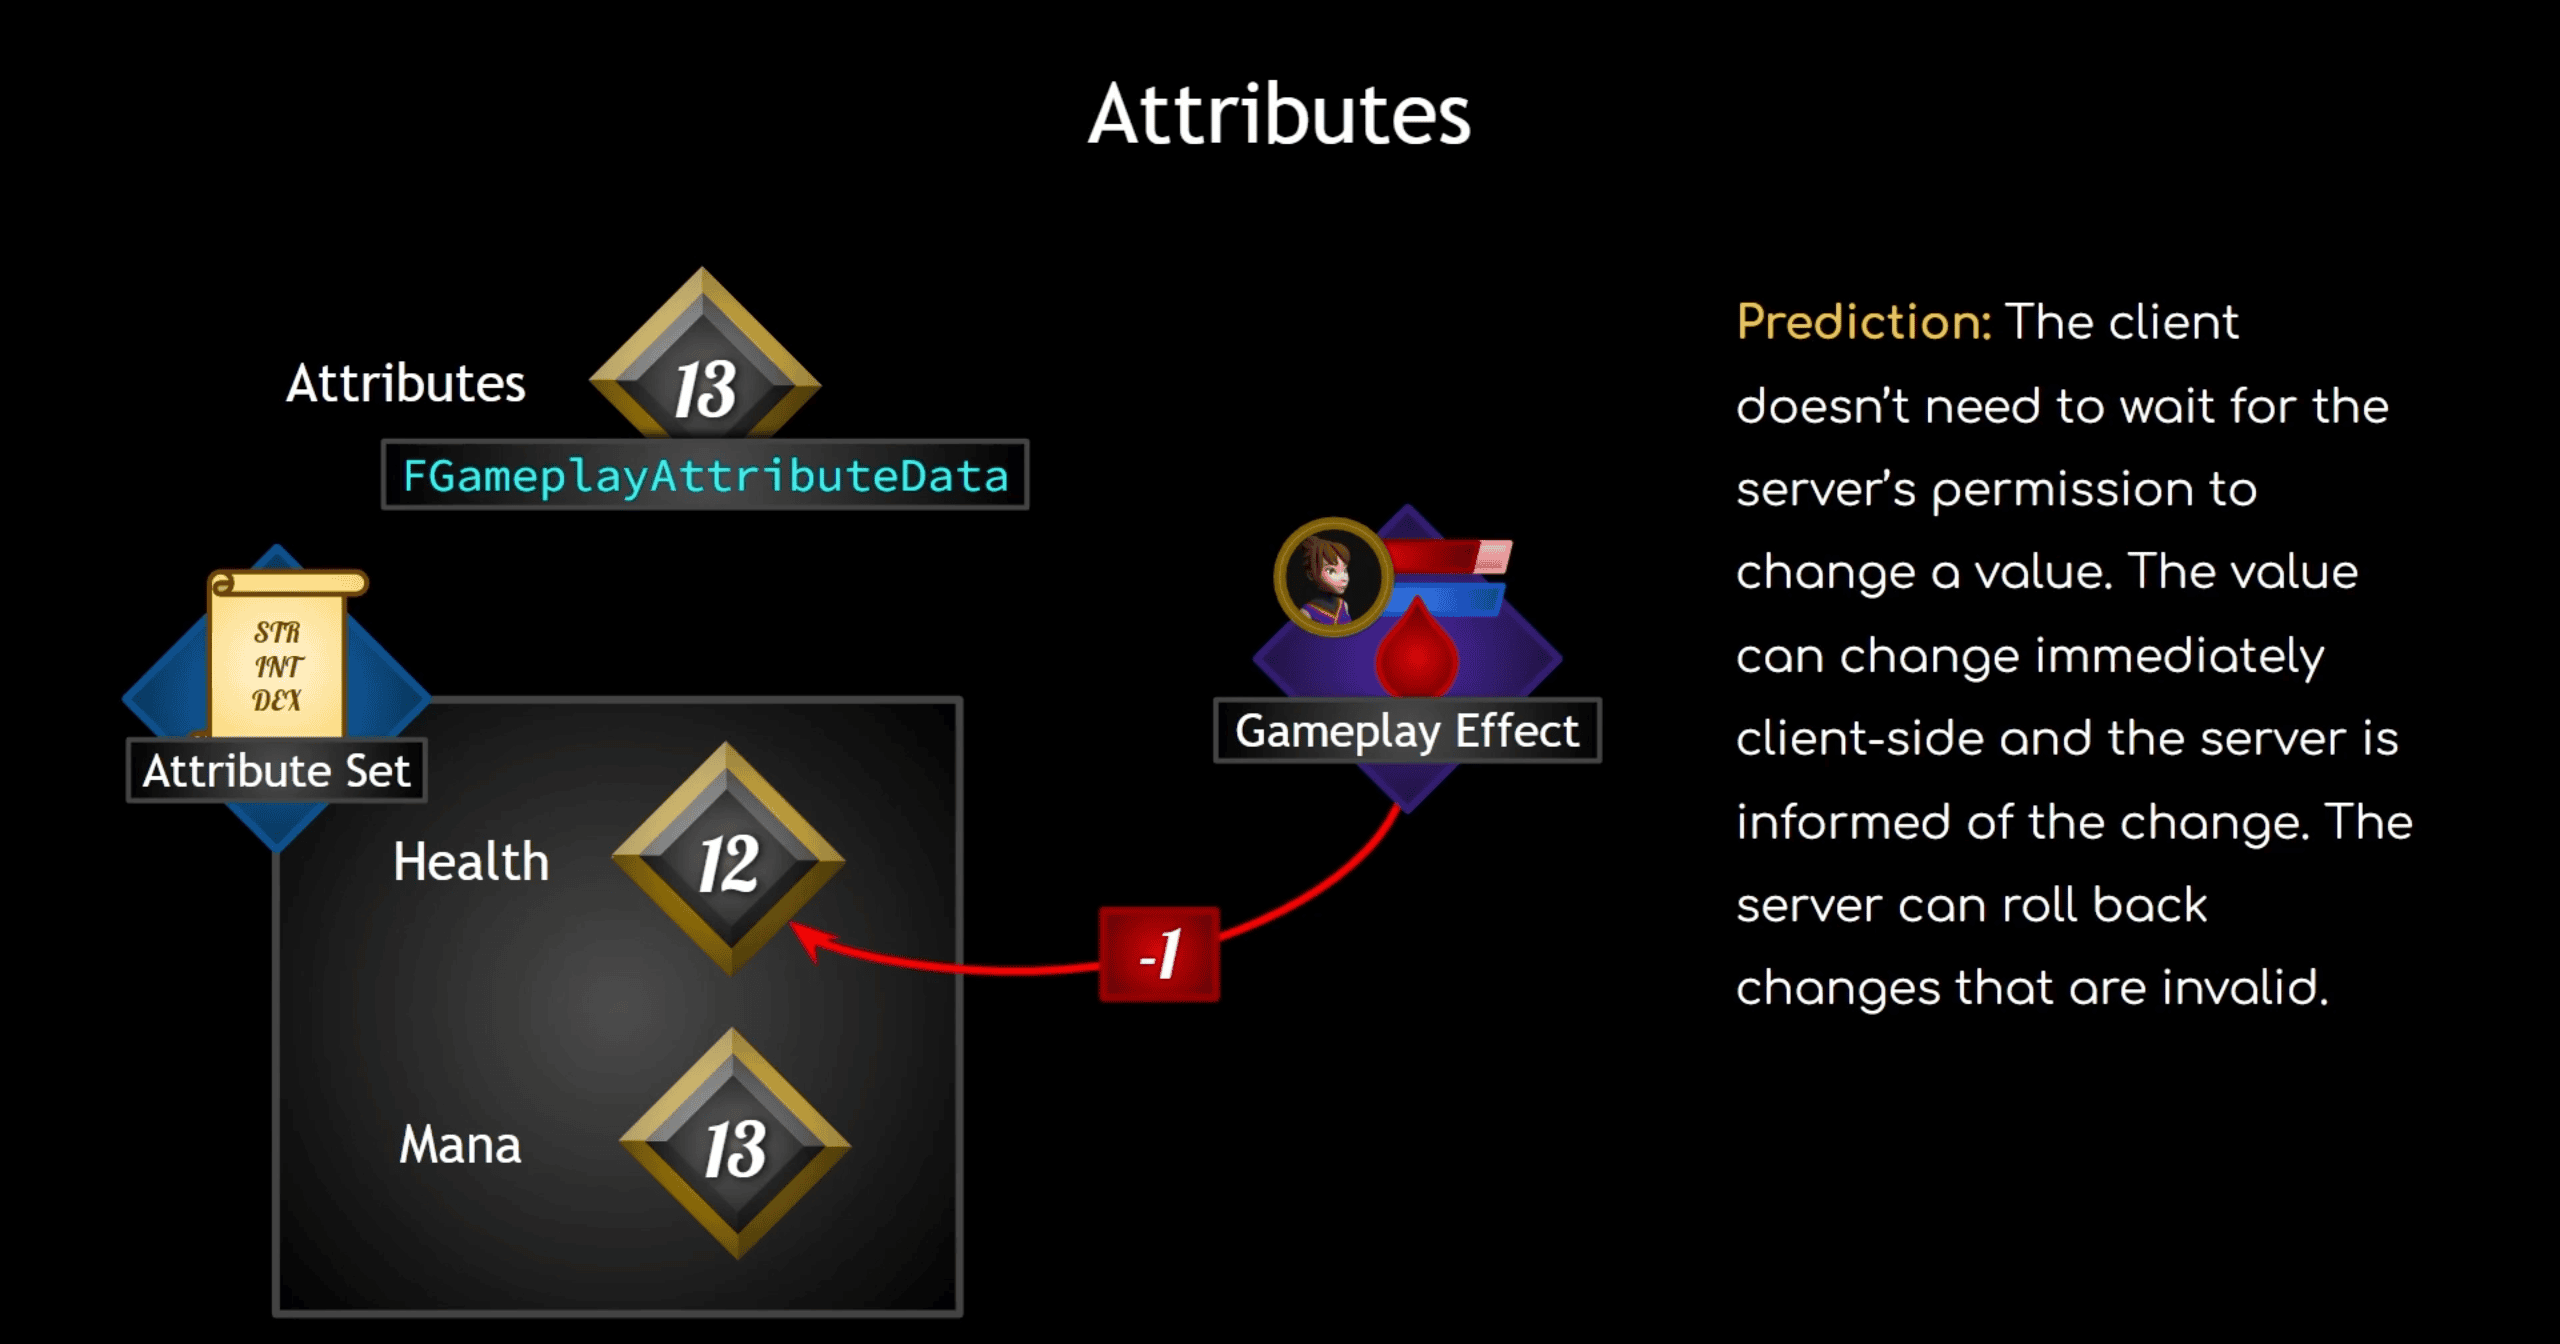 Attributes
Attributes
13
FGameplayAttributeData
STR
INT
DEX
Attribute Set
Health
12
Mana
13
Gameplay Effect
-1
Prediction: The client
doesn’t need to wait for the
server’s permission to
change a value. The value
can change immediately
client-side and the server is
informed of the change. The
server can roll back
changes that are invalid.